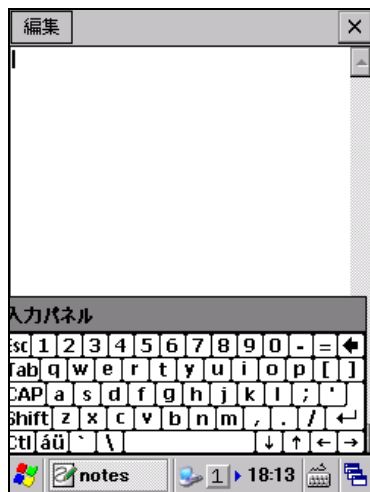 編集 ×
入力パネル
Esc 1 2 3 4 5 6 7 8 9 0 - = ←
Tab q w e r t y u i o p [ ]
CAP a s d f g h j k l ; '
Shift z x c v b n m , . / ↵
Ctl áü ` \ ↓ ↑ ← →
notes 1 18:13